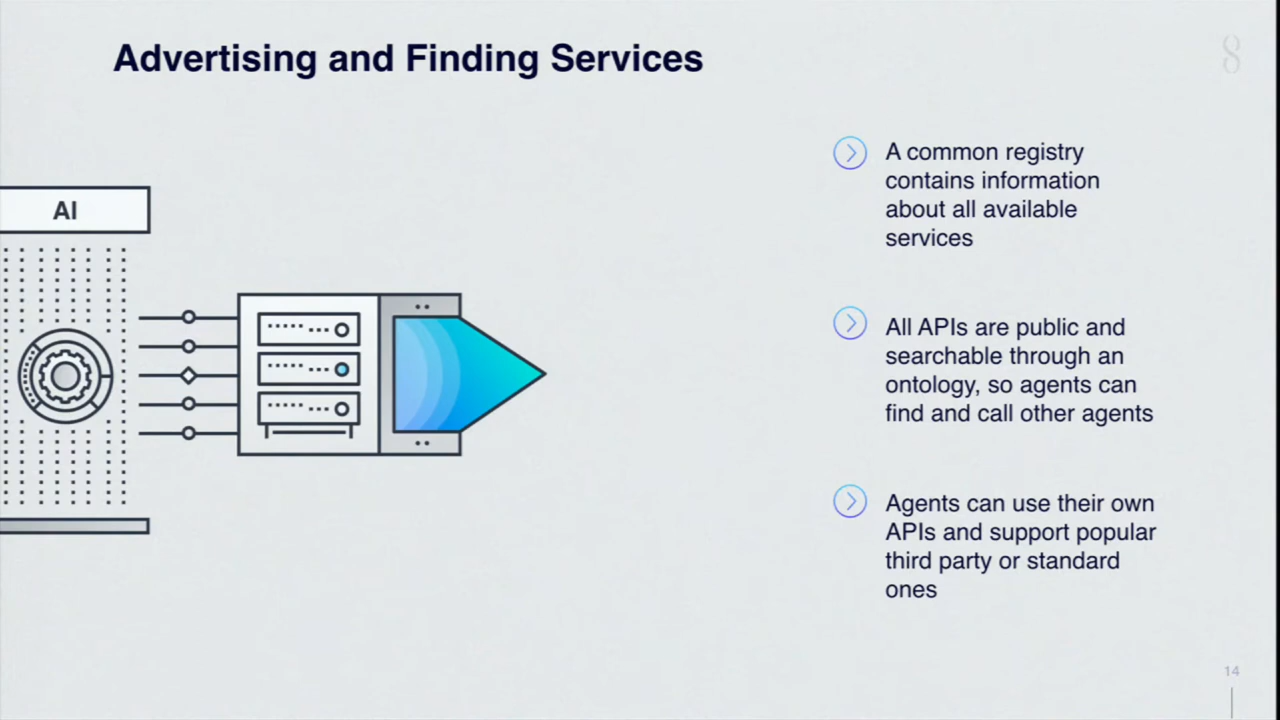 Advertising and Finding Services
AI
A common registry
contains information
about all available
services
All APIs are public and
searchable through an
ontology, so agents can
find and call other agents
Agents can use their own
APIs and support popular
third party or standard
ones
14